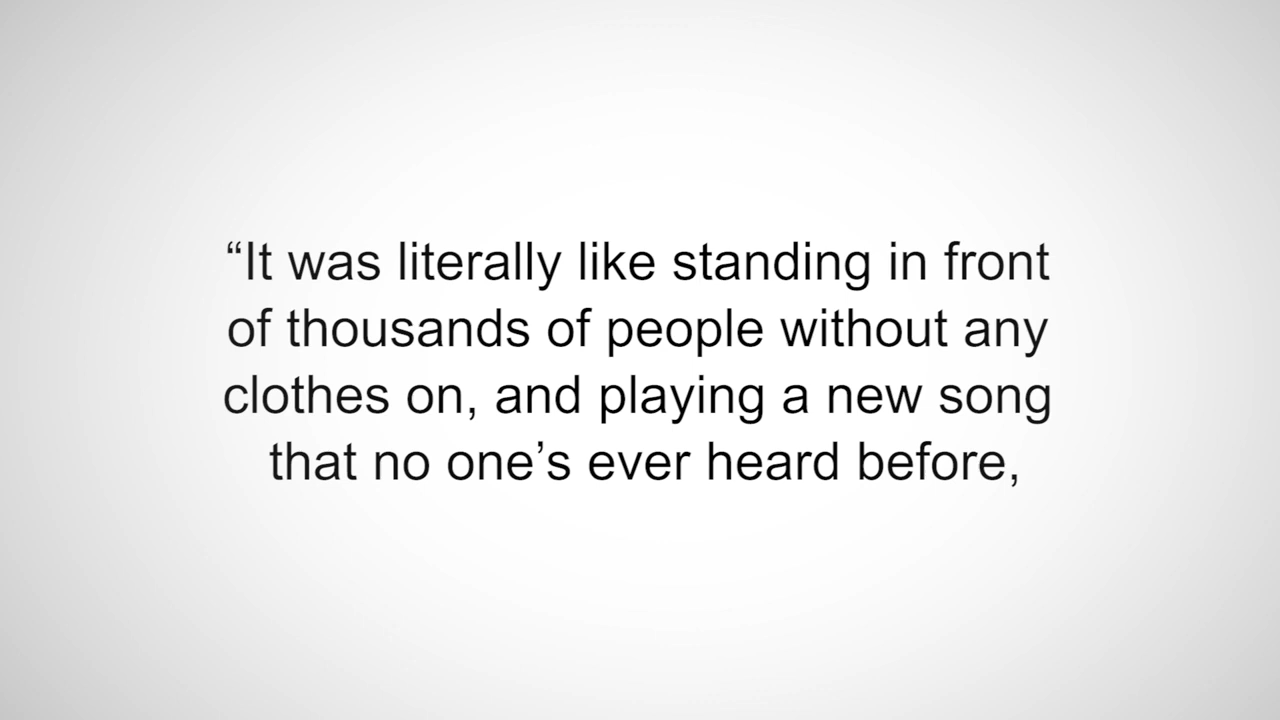 “It was literally like standing in front
of thousands of people without any
clothes on, and playing a new song
that no one’s ever heard before,